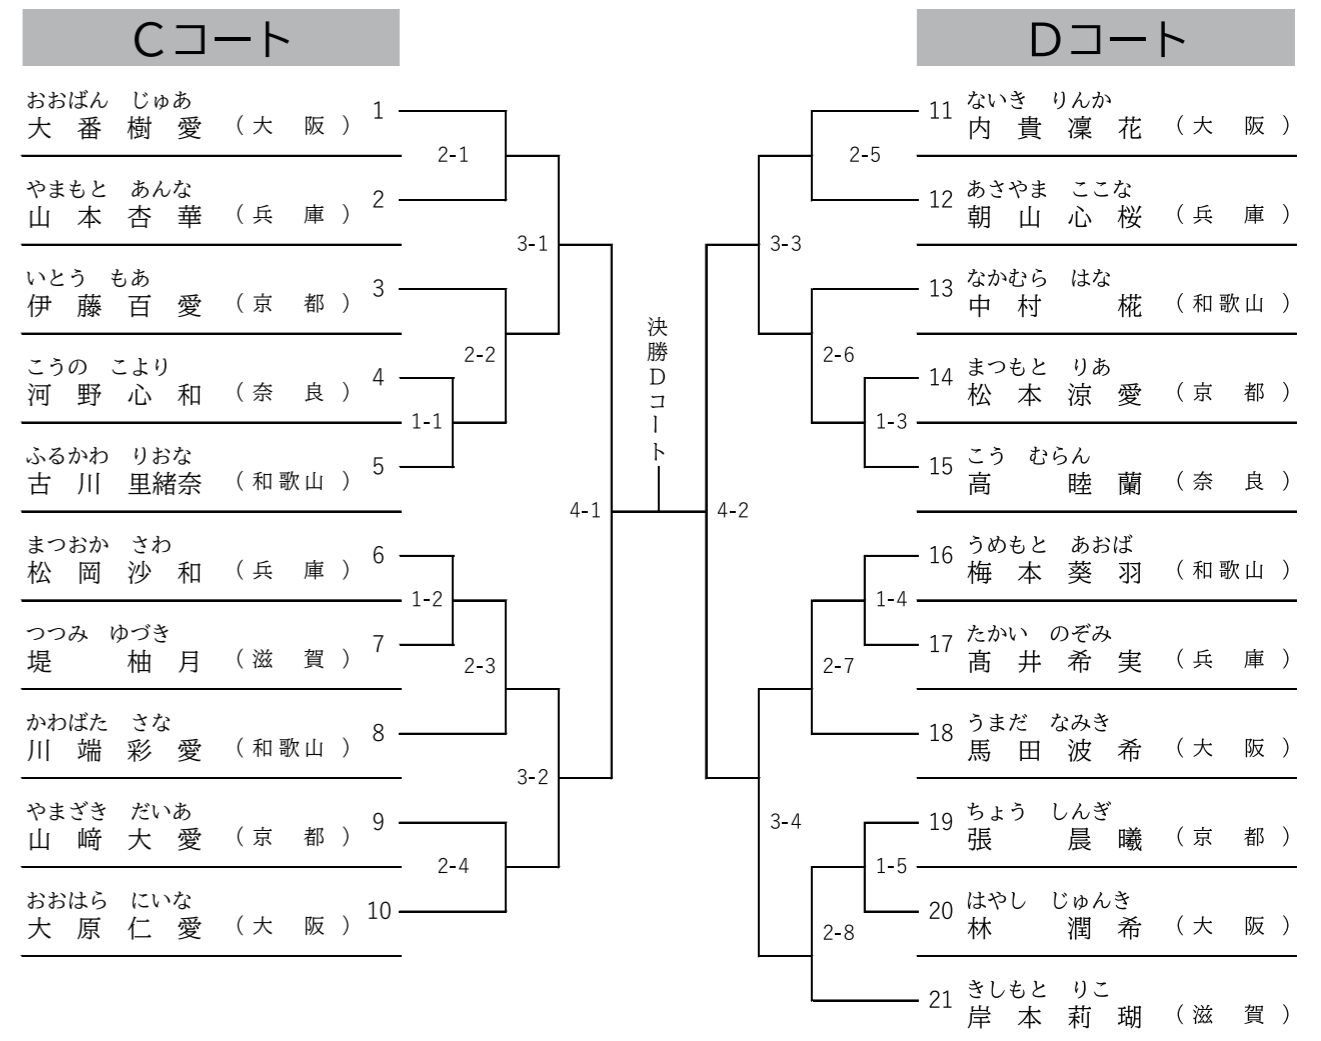 Cコート
おおばん じゅあ
大番樹愛 (大阪) 1
2-1
やまもと あんな
山本杏華 (兵庫) 2
3-1
いとう もあ
伊藤百愛 (京都) 3
2-2
こうの こより
河野心和 (奈良) 4
1-1
ふるかわ りおな
古川里緒奈 (和歌山) 5
4-1
まつおか さわ
松岡沙和 (兵庫) 6
1-2
つつみ ゆづき
堤 柚月 (滋賀) 7
2-3
かわばた さな
川端彩愛 (和歌山) 8
3-2
やまざき だいあ
山﨑大愛 (京都) 9
2-4
おおはら にいな
大原仁愛 (大阪) 10
決勝Dコート
Dコート
11 ないき りんか
内貴凜花 (大阪)
2-5
12 あさやま ここな
朝山心桜 (兵庫)
3-3
13 なかむら はな
中村 椛 (和歌山)
2-6
14 まつもと りあ
松本涼愛 (京都)
1-3
15 こう むらん
高 睦蘭 (奈良)
4-2
16 うめもと あおば
梅本葵羽 (和歌山)
1-4
17 たかい のぞみ
髙井希実 (兵庫)
2-7
18 うまだ なみき
馬田波希 (大阪)
3-4
19 ちょう しんぎ
張 晨曦 (京都)
1-5
20 はやし じゅんき
林 潤希 (大阪)
2-8
21 きしもと りこ
岸本莉瑚 (滋賀)